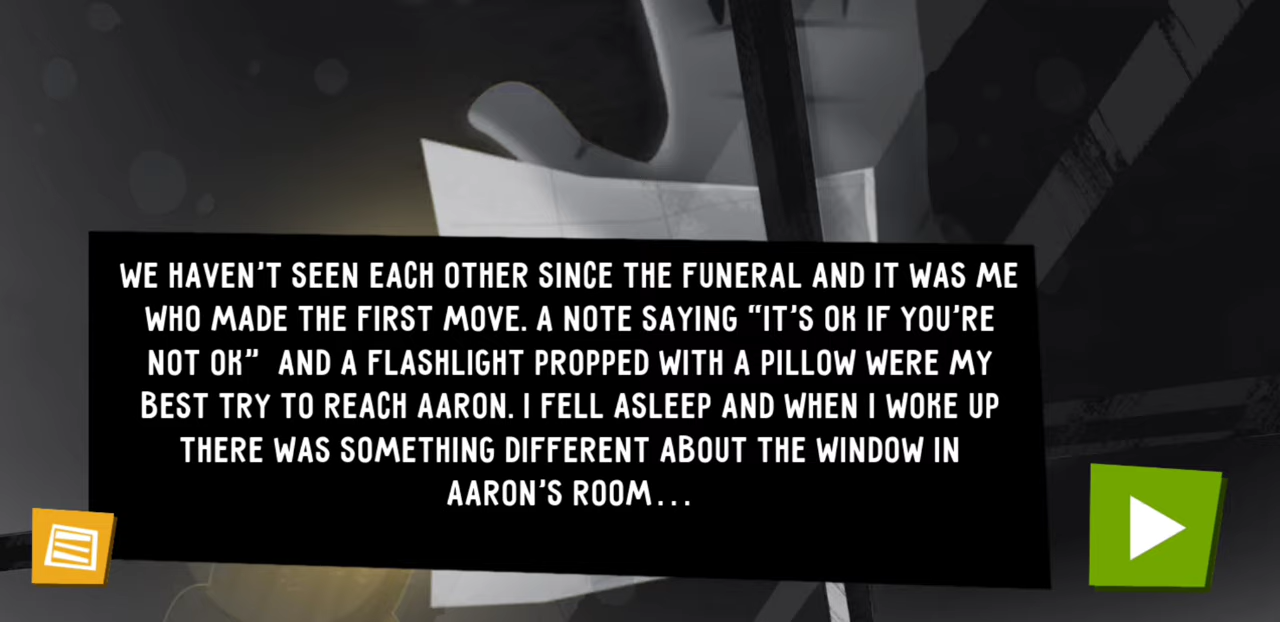 WE HAVEN'T SEEN EACH OTHER SINCE THE FUNERAL AND IT WAS ME
WHO MADE THE FIRST MOVE. A NOTE SAYING “IT'S OK IF YOU'RE
NOT OK” AND A FLASHLIGHT PROPPED WITH A PILLOW WERE MY
BEST TRY TO REACH AARON. I FELL ASLEEP AND WHEN I WOKE UP
THERE WAS SOMETHING DIFFERENT ABOUT THE WINDOW IN
AARON'S ROOM...